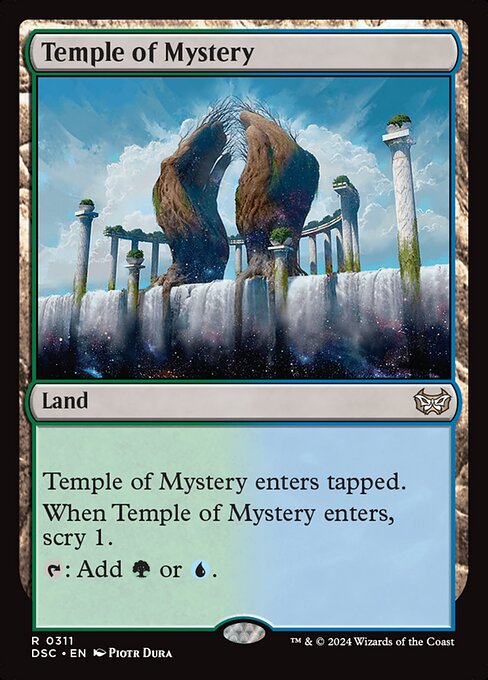 Temple of Mystery
Land
Temple of Mystery enters tapped.
When Temple of Mystery enters,
scry 1.
: Add or .
R 0311
DSC • EN Piotr Dura
™ & © 2024 Wizards of the Coast